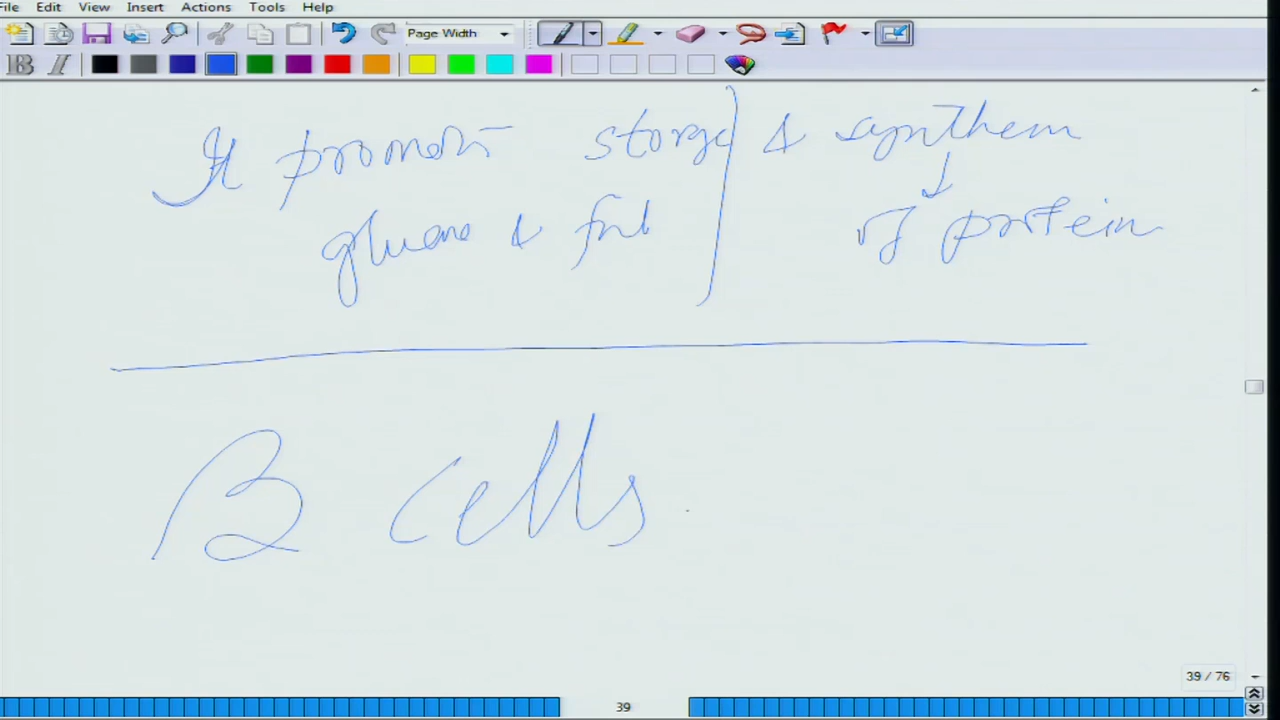 File Edit View Insert Actions Tools Help
Page Width
B I
It promotes storage & synthesis
glucose & fat of protein
β cells
39 / 76
39